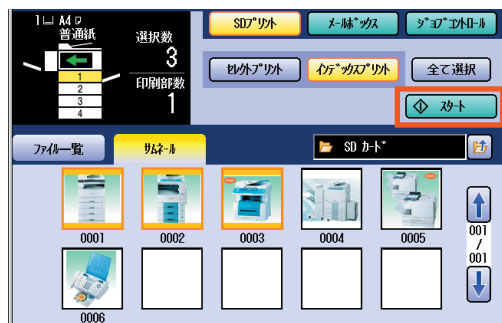 1 A4
普通紙
1
2
3
4
選択数
3
印刷部数
1
SDプリント
メールボックス
ジョブコントロール
セレクトプリント
インデックスプリント
全て選択
スタート
ファイル一覧
サムネール
SD カード
0001
0002
0003
0004
0005
001
/
001
0006